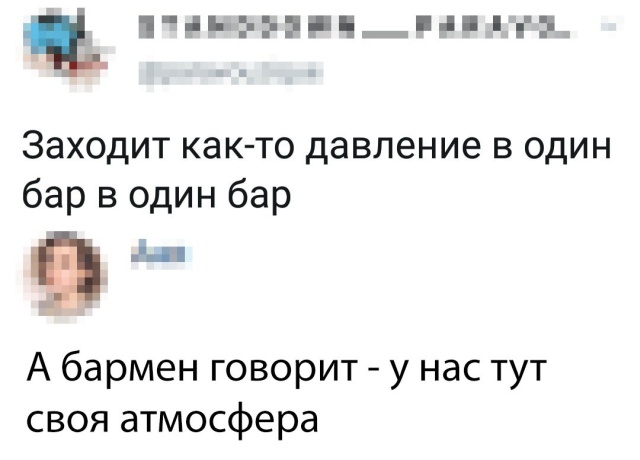 Заходит как-то давление в один
бар в один бар
А бармен говорит - у нас тут
своя атмосфера